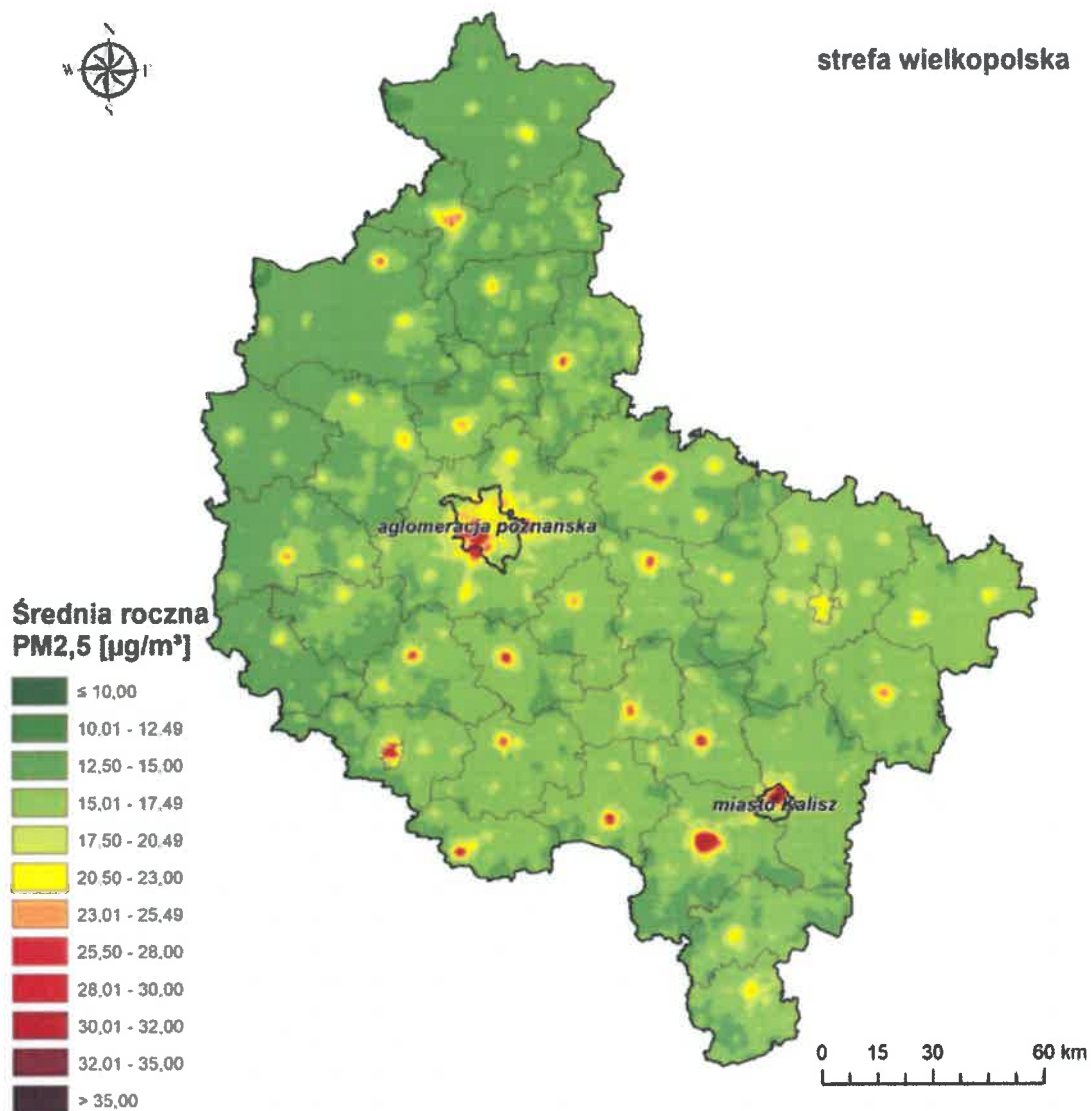 N
W
S
strefa wielkopolska
aglomeracja poznańska
miasto Kalisz
Średnia roczna
PM2,5 [µg/m³]
≤ 10,00
10.01 - 12.49
12,50 - 15,00
15,01 - 17,49
17,50 - 20,49
20,50 - 23,00
23,01 - 25,49
25,50 - 28,00
28,01 - 30,00
30,01 - 32,00
32,01 - 35,00
> 35,00
0 15 30 60 km